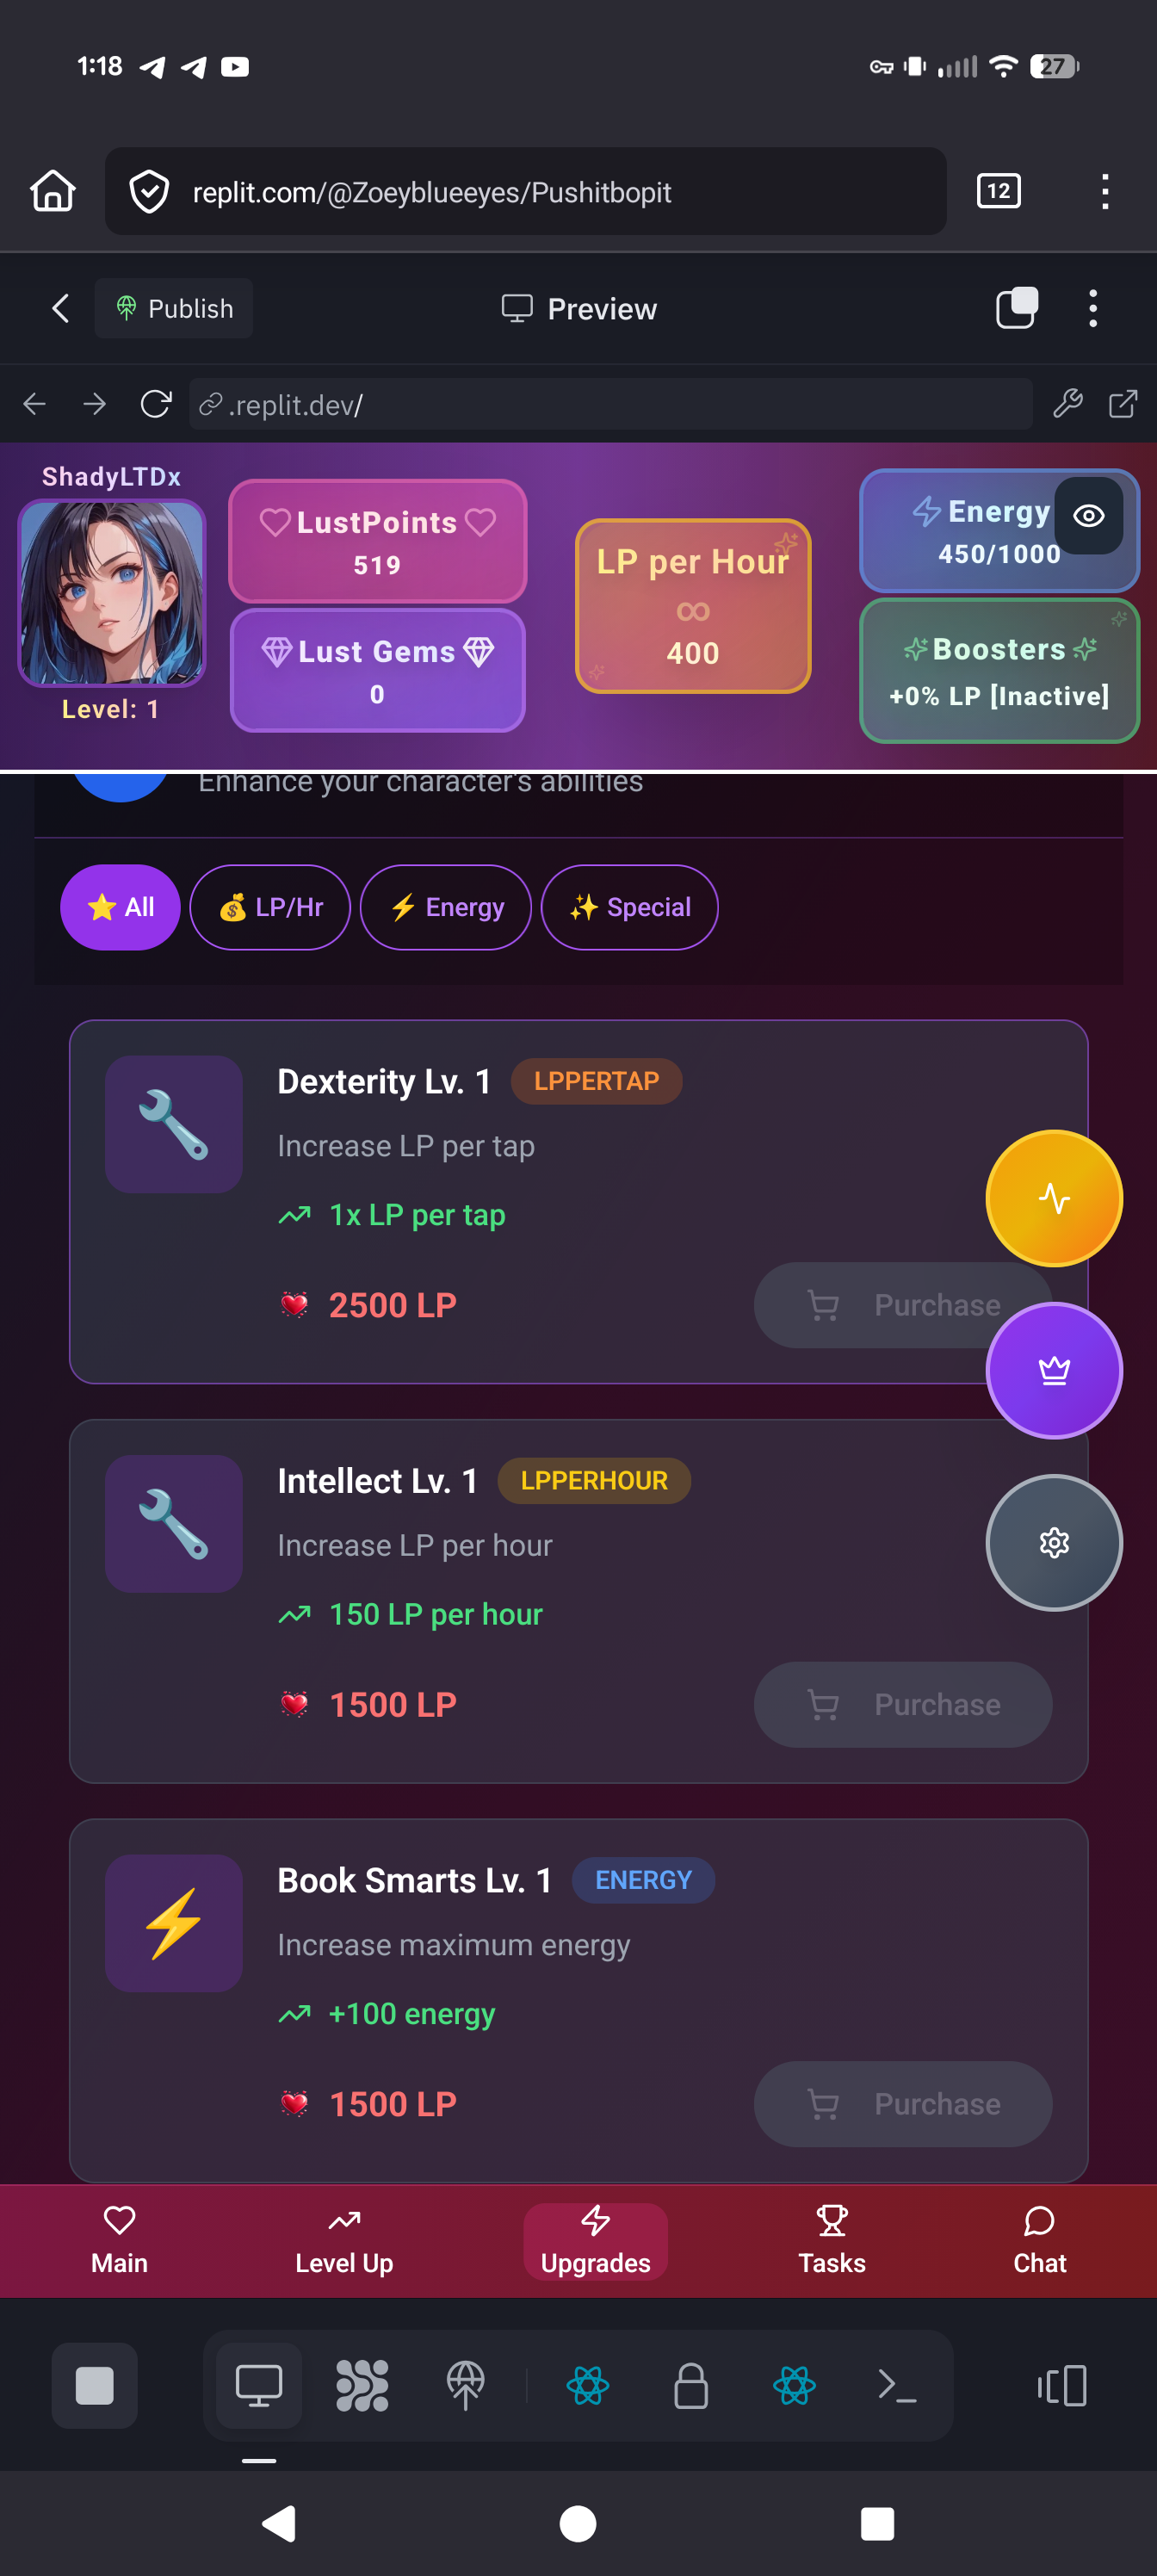 1:18
27
replit.com/@Zoeyblueeyes/Pushitbopit
12
Publish
Preview
.replit.dev/
ShadyLTDx
Level: 1
LustPoints
519
Lust Gems
0
LP per Hour
∞
400
Energy
450/1000
Boosters
+0% LP [Inactive]
Enhance your character's abilities
All
LP/Hr
Energy
Special
Dexterity Lv. 1
LPPERTAP
Increase LP per tap
1x LP per tap
2500 LP
Purchase
Intellect Lv. 1
LPPERHOUR
Increase LP per hour
150 LP per hour
1500 LP
Purchase
Book Smarts Lv. 1
ENERGY
Increase maximum energy
+100 energy
1500 LP
Purchase
Main
Level Up
Upgrades
Tasks
Chat